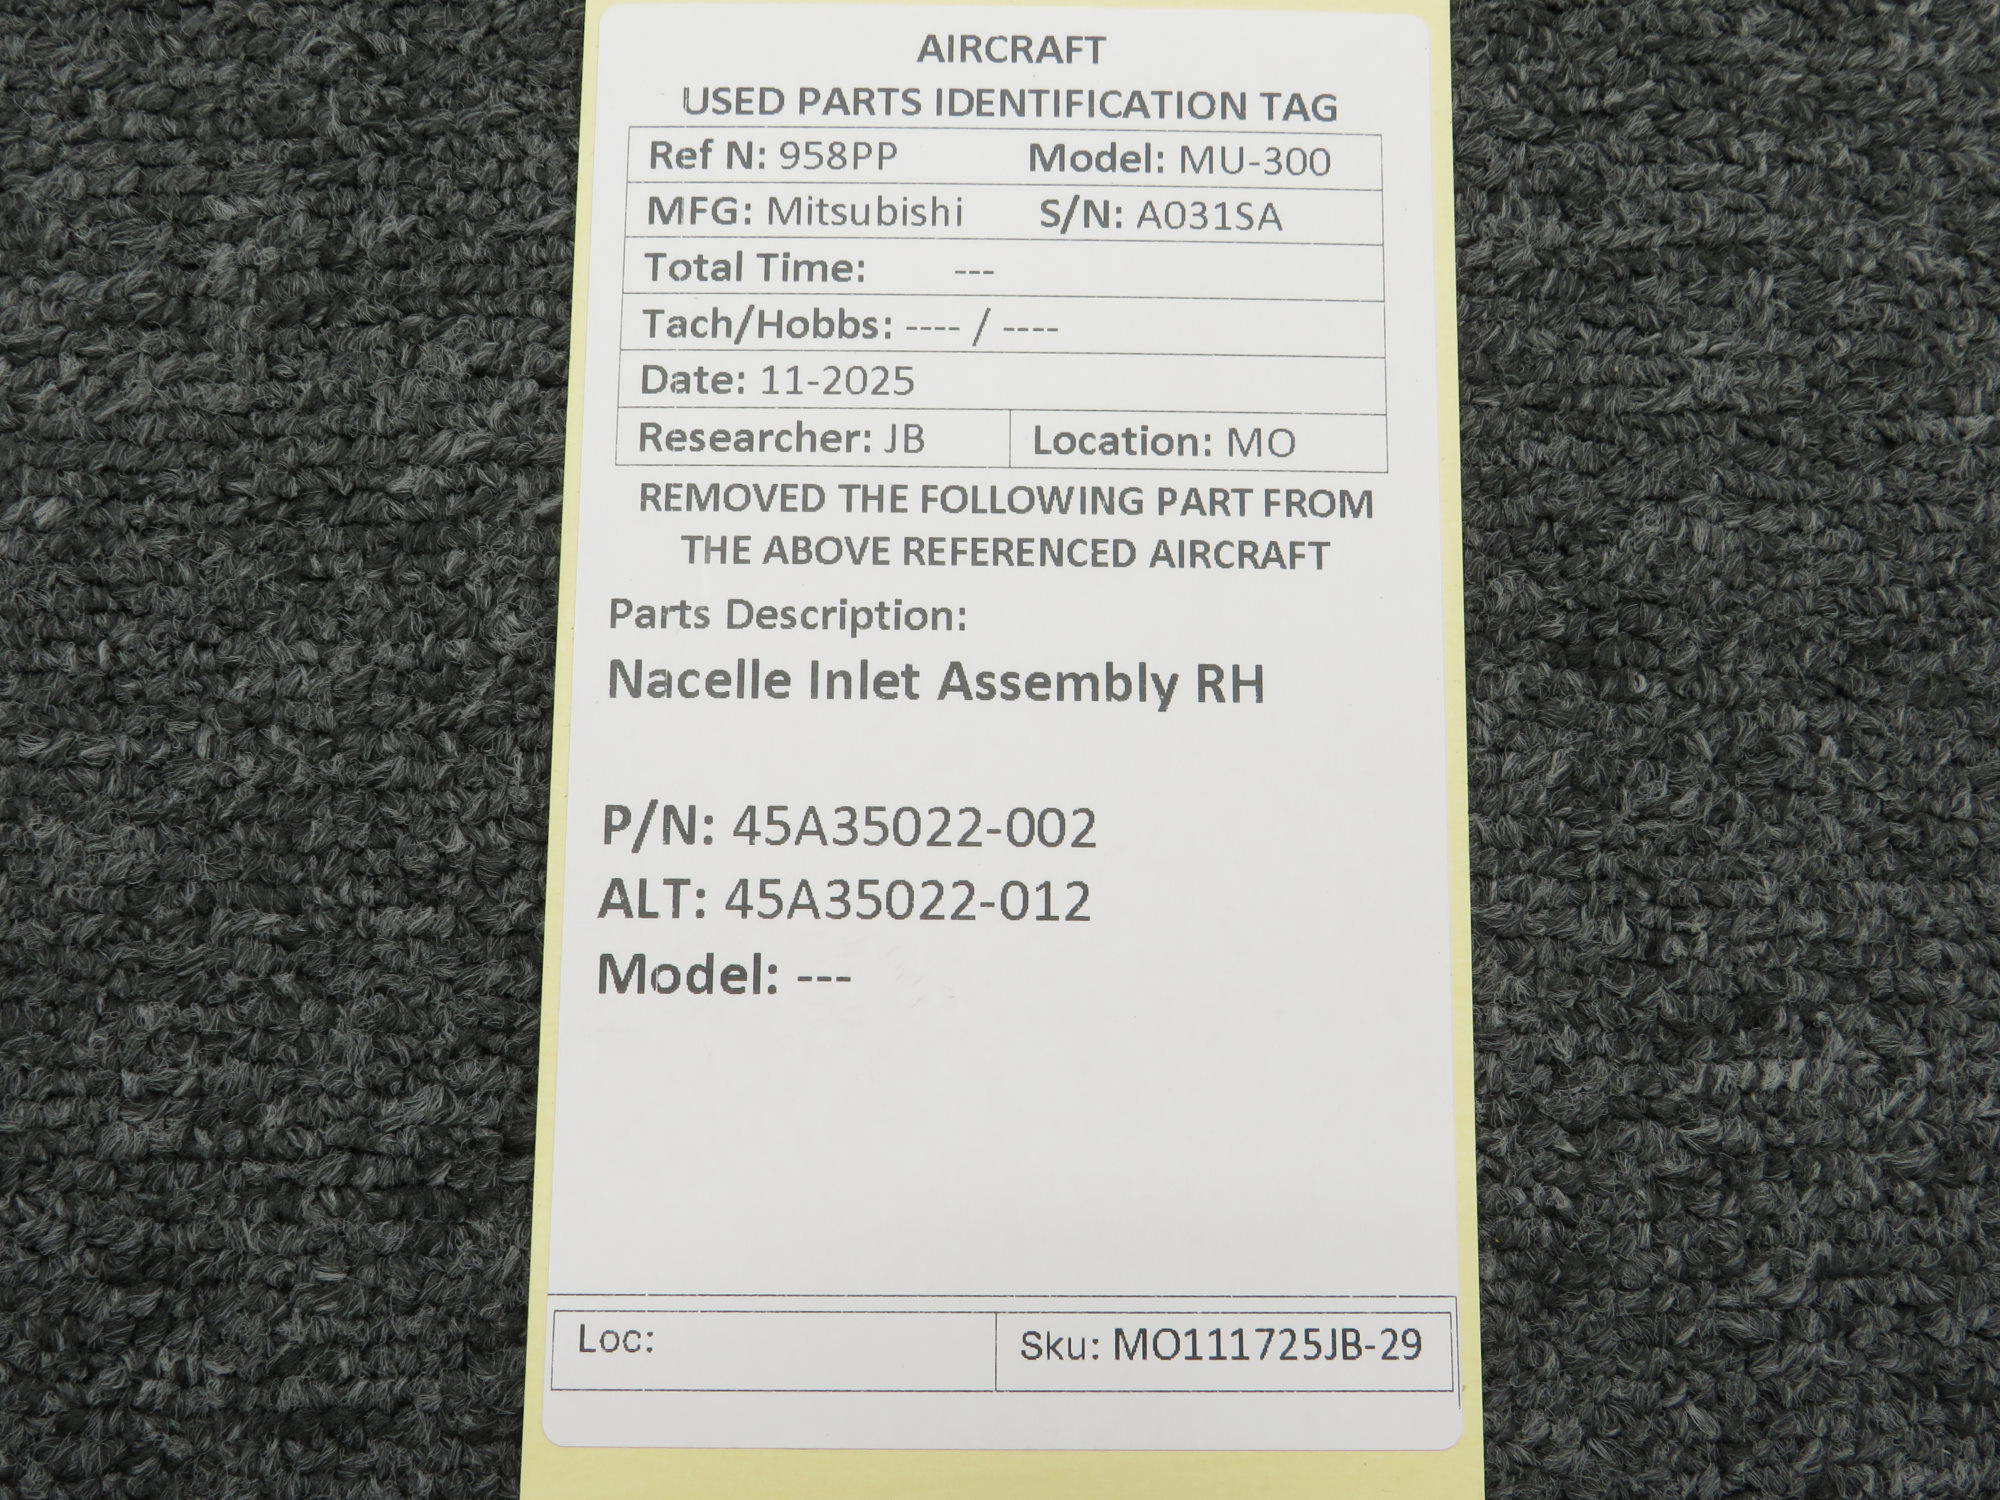 AIRCRAFT
USED PARTS IDENTIFICATION TAG
Ref N: 958PP Model: MU-300
MFG: Mitsubishi S/N: A031SA
Total Time: ---
Tach/Hobbs: ---- / ----
Date: 11-2025
Researcher: JB Location: MO
REMOVED THE FOLLOWING PART FROM
THE ABOVE REFERENCED AIRCRAFT
Parts Description:
Nacelle Inlet Assembly RH
P/N: 45A35022-002
ALT: 45A35022-012
Model: ---
Loc: Sku: MO111725JB-29